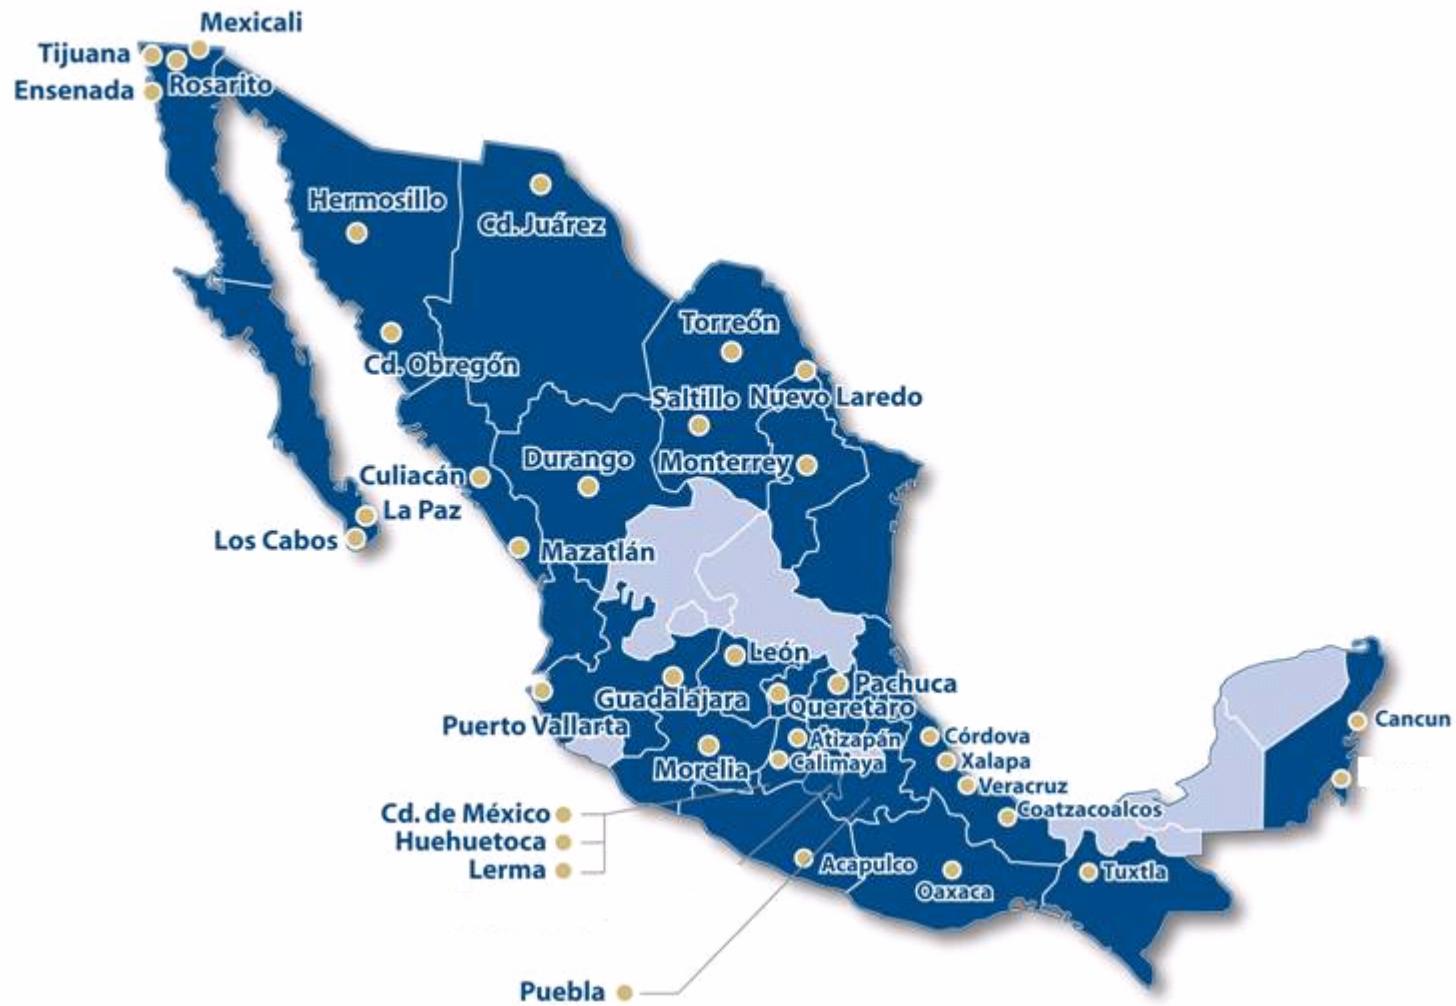 Mexicali
Tijuana
Rosarito
Ensenada
Hermosillo
Cd. Juárez
Torreón
Cd. Obregón
Saltillo
Nuevo Laredo
Durango
Monterrey
Culiacán
La Paz
Los Cabos
Mazatlán
León
Pachuca
Guadalajara
Queretaro
Puerto Vallarta
Cancun
Atizapán
Córdova
Calimaya
Xalapa
Morelia
Veracruz
Coatzacoalcos
Cd. de México
Huehuetoca
Lerma
Acapulco
Tuxtla
Oaxaca
Puebla